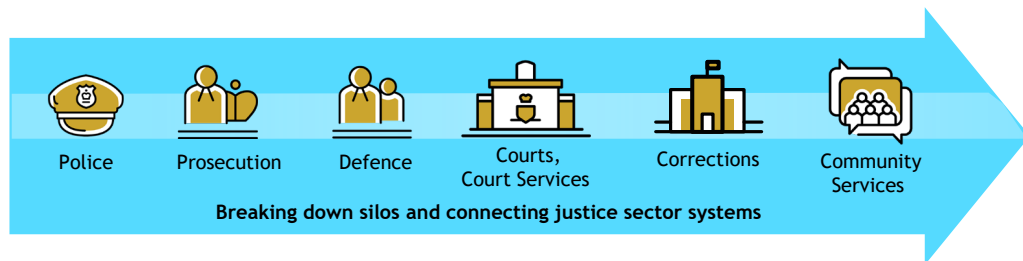 Police
Prosecution
Defence
Courts,
Court Services
Corrections
Community
Services
Breaking down silos and connecting justice sector systems